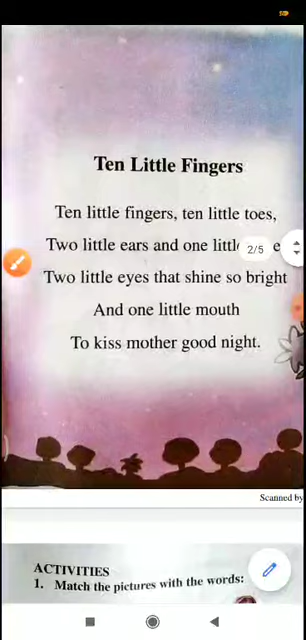 Ten Little Fingers
Ten little fingers, ten little toes,
Two little ears and one little
2/5
Two little eyes that shine so bright
And one little mouth
To kiss mother good night.
Scanned by
ACTIVITIES
1. Match the pictures with the words: